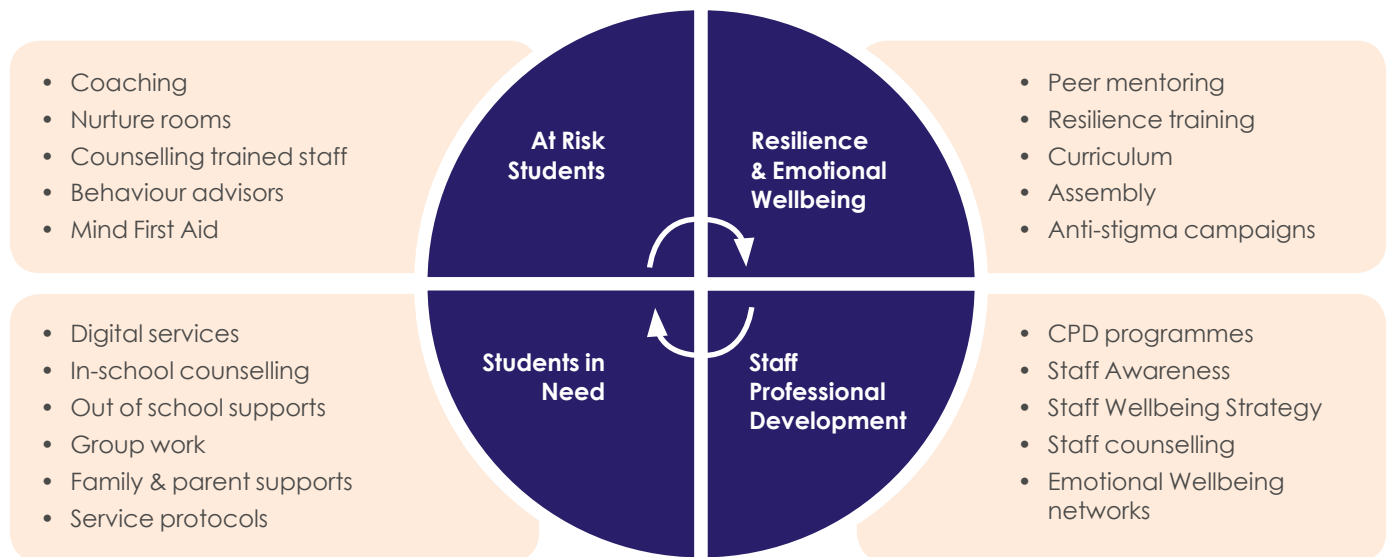 • Coaching
• Nurture rooms
• Counselling trained staff
• Behaviour advisors
• Mind First Aid
At Risk
Students
Resilience
& Emotional
Wellbeing
• Peer mentoring
• Resilience training
• Curriculum
• Assembly
• Anti-stigma campaigns
• Digital services
• In-school counselling
• Out of school supports
• Group work
• Family & parent supports
• Service protocols
Students in
Need
Staff
Professional
Development
• CPD programmes
• Staff Awareness
• Staff Wellbeing Strategy
• Staff counselling
• Emotional Wellbeing
networks